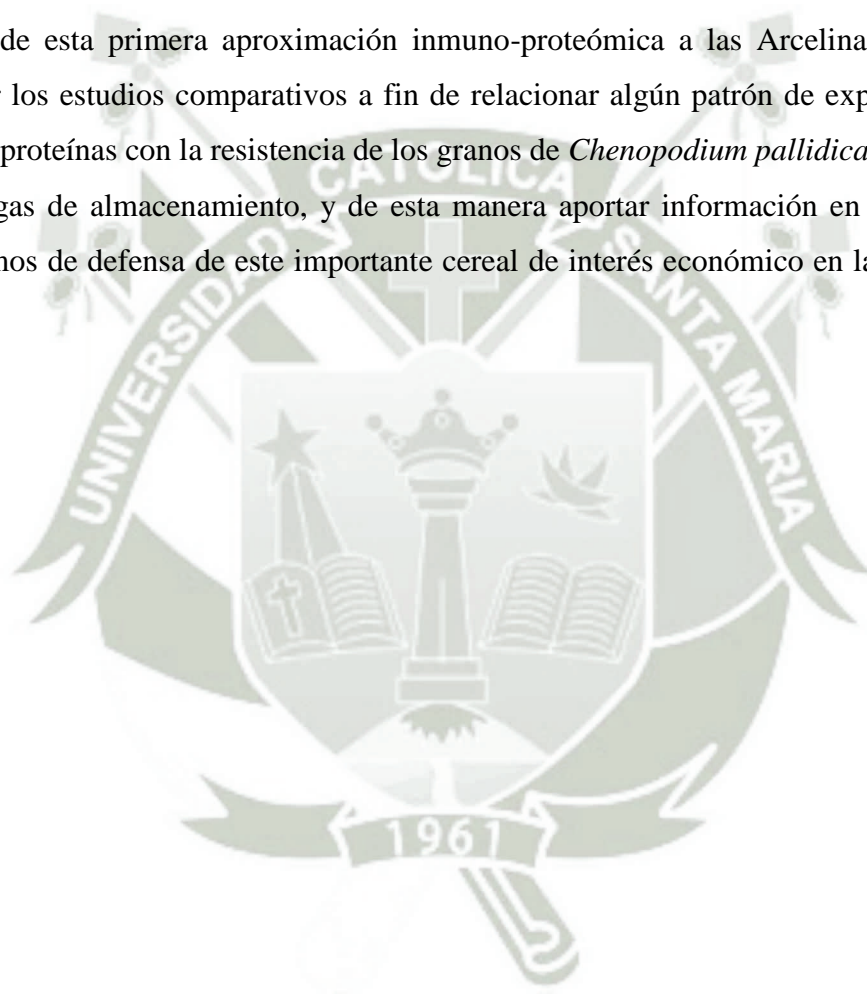 de esta primera aproximación inmuno-proteómica a las Arcelina
los estudios comparativos a fin de relacionar algún patrón de exp
proteínas con la resistencia de los granos de Chenopodium pallidica
gas de almacenamiento, y de esta manera aportar información en
nos de defensa de este importante cereal de interés económico en la
UNIVERSIDAD CATOLICA SANTA MARIA
1961